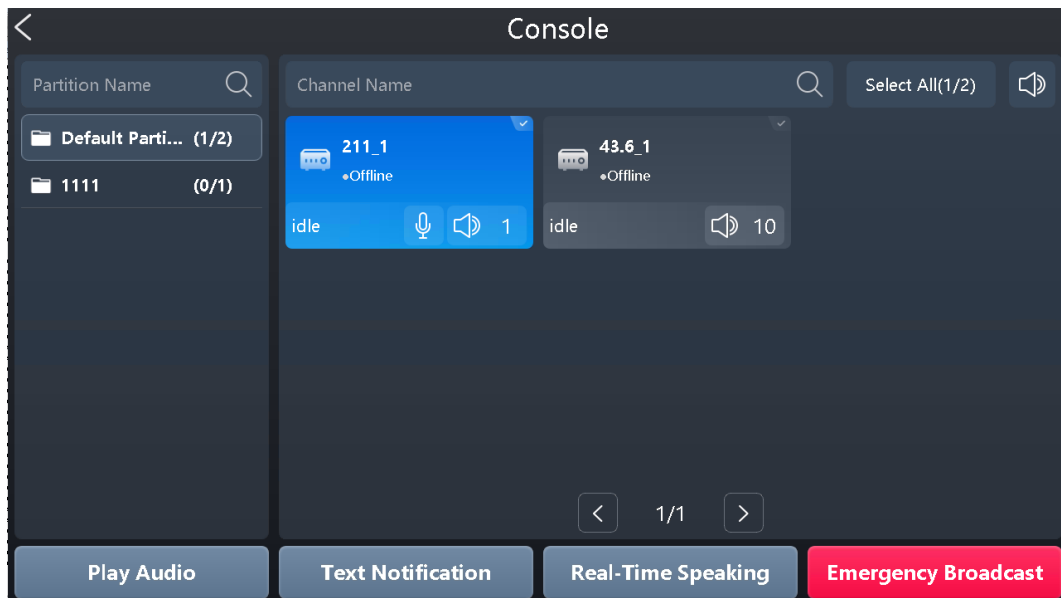 Console
Partition Name
Default Parti... (1/2)
1111 (0/1)
Channel Name
Select All(1/2)
211_1
•Offline
idle
1
43.6_1
•Offline
idle
10
1/1
Play Audio
Text Notification
Real-Time Speaking
Emergency Broadcast